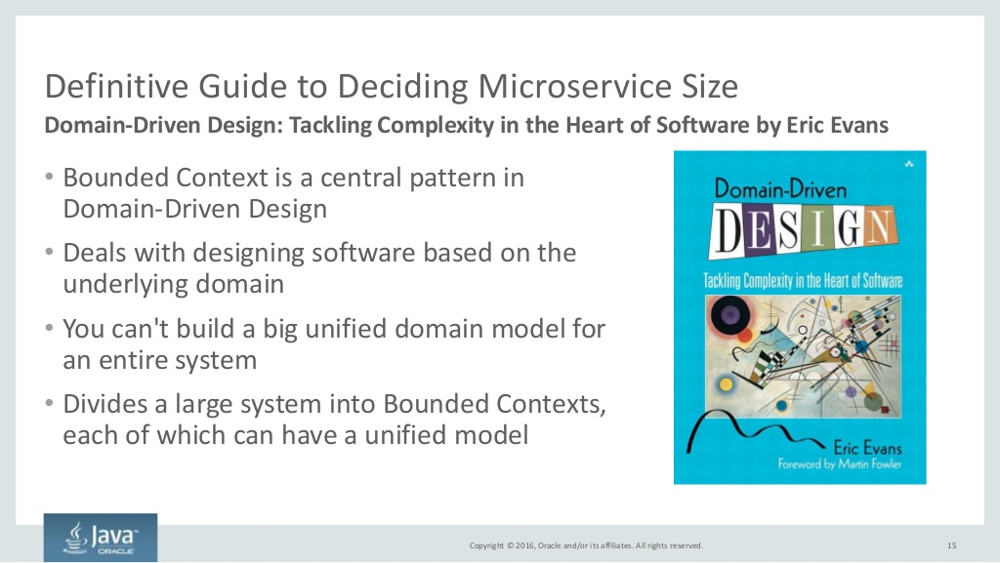 Definitive Guide to Deciding Microservice Size
Domain-Driven Design: Tackling Complexity in the Heart of Software by Eric Evans
• Bounded Context is a central pattern in
Domain-Driven Design
• Deals with designing software based on the
underlying domain
• You can't build a big unified domain model for
an entire system
• Divides a large system into Bounded Contexts,
each of which can have a unified model
Domain-Driven
DESIGN
Tackling Complexity in the Heart of Software
Eric Evans
Foreword by Martin Fowler
Java™
ORACLE
Copyright © 2016, Oracle and/or its affiliates. All rights reserved.
15